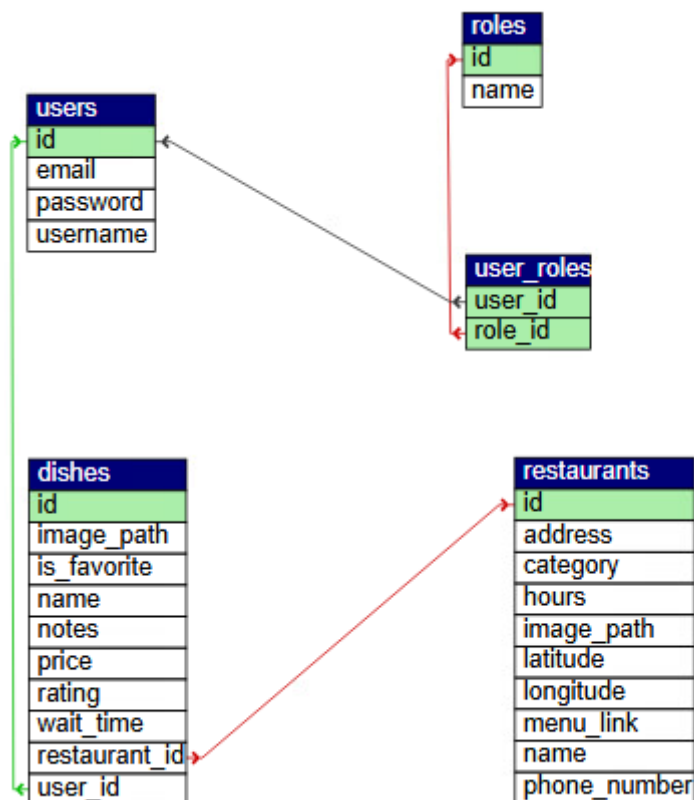 roles
id
name
users
id
email
password
username
user_roles
user_id
role_id
dishes
id
image_path
is_favorite
name
notes
price
rating
wait_time
restaurant_id
user_id
restaurants
id
address
category
hours
image_path
latitude
longitude
menu_link
name
phone_number